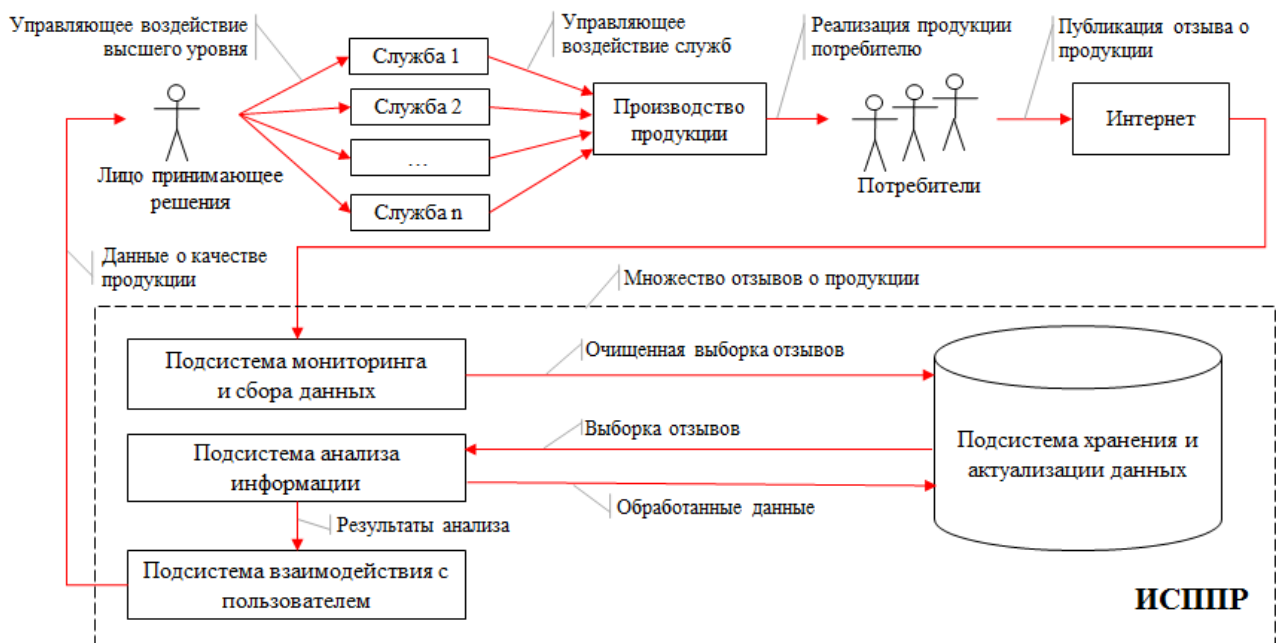 Управляющее воздействие
высшего уровня
Служба 1
Служба 2
...
Служба n
Управляющее
воздействие служб
Производство
продукции
Реализация продукции
потребителю
Публикация отзыва о
продукции
Интернет
Лицо принимающее
решения
Потребители
Данные о качестве
продукции
Множество отзывов о продукции
Подсистема мониторинга
и сбора данных
Очищенная выборка отзывов
Подсистема анализа
информации
Выборка отзывов
Подсистема хранения и
актуализации данных
Обработанные данные
Результаты анализа
Подсистема взаимодействия с
пользователем
ИСППР